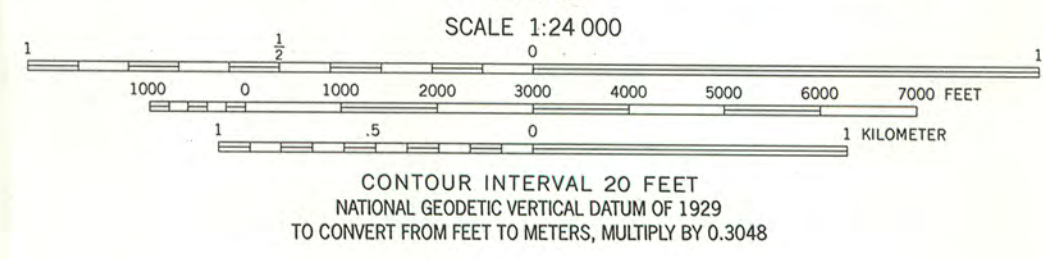 SCALE 1:24 000
1 1/2 0 1
1000 0 1000 2000 3000 4000 5000 6000 7000 FEET
1 .5 0 1 KILOMETER
CONTOUR INTERVAL 20 FEET
NATIONAL GEODETIC VERTICAL DATUM OF 1929
TO CONVERT FROM FEET TO METERS, MULTIPLY BY 0.3048